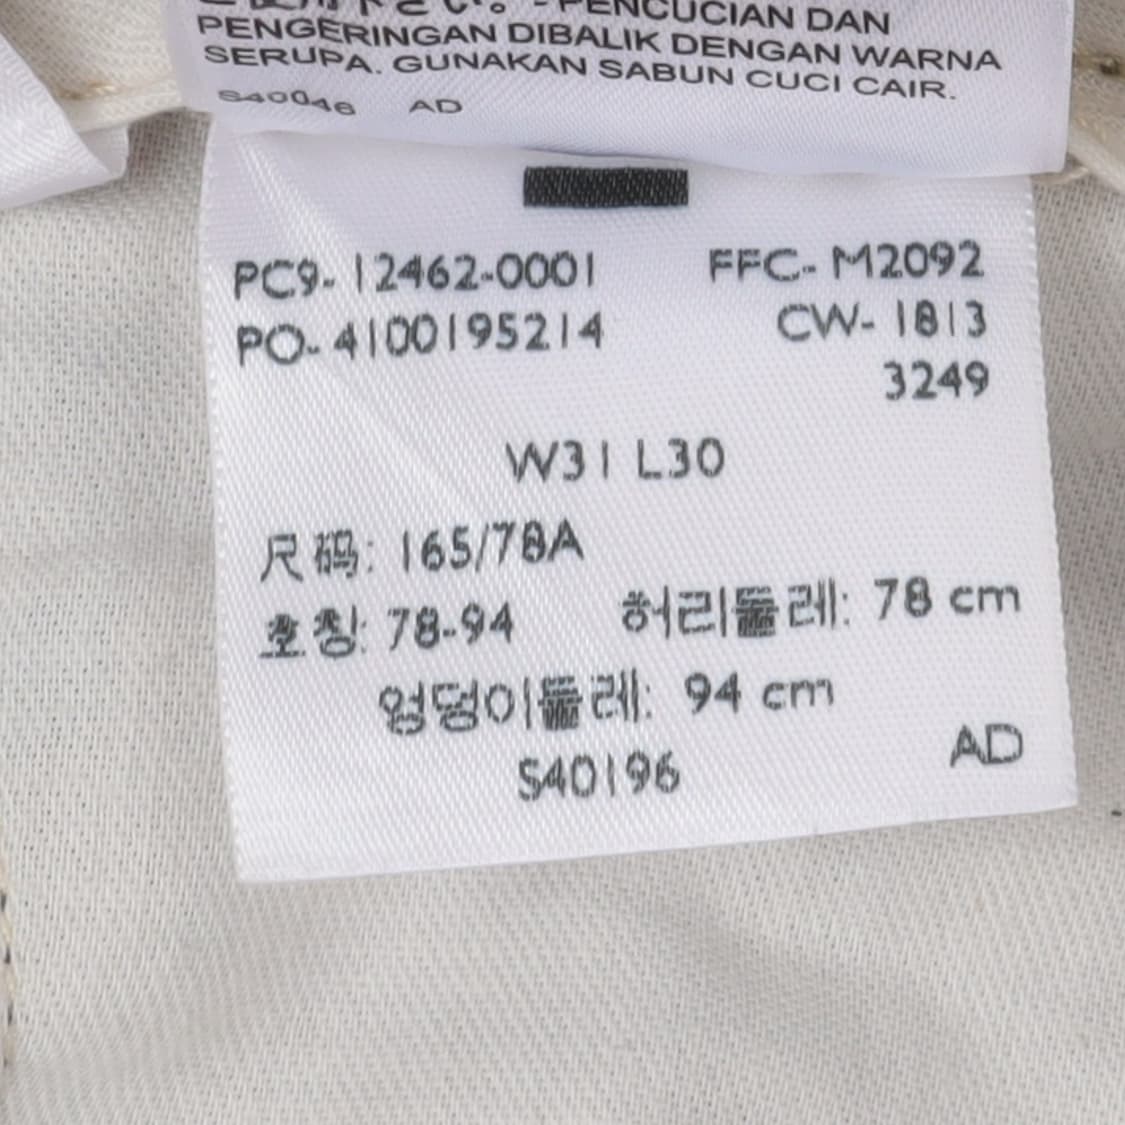 PENCUCIAN DAN
PENGERINGAN DIBALIK DENGAN WARNA
SERUPA. GUNAKAN SABUN CUCI CAIR.
S40046 AD
PC9-12462-0001 FFC-M2092
PO-4100195214 CW-1813
3249
W31 L30
尺码: 165/78A
호칭: 78-94 허리둘레: 78 cm
엉덩이둘레: 94 cm
S40196 AD